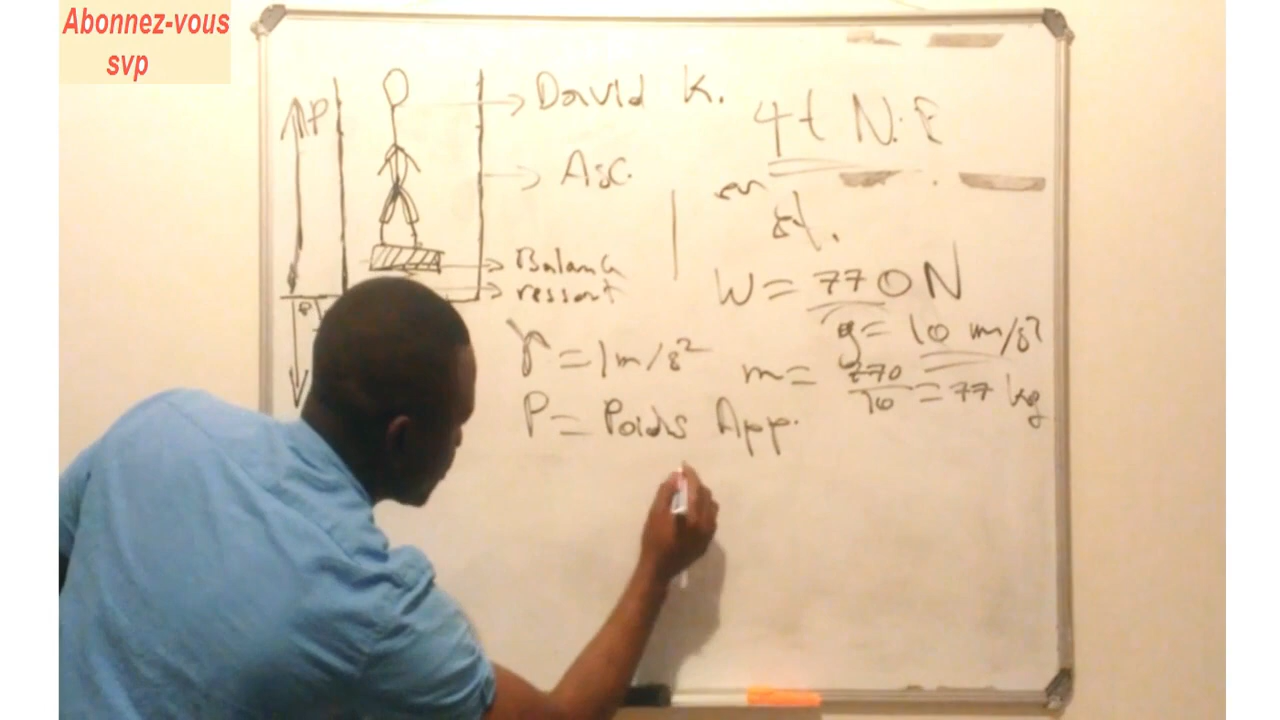 Abonnez-vous
svp
P
David K.
Asc.
Balance
ressort
4t N.E
en
st.
W = 770 N
g = 10 m/s²
γ = 1 m/s²
m = 770/10 = 77 kg
P = Poids App.